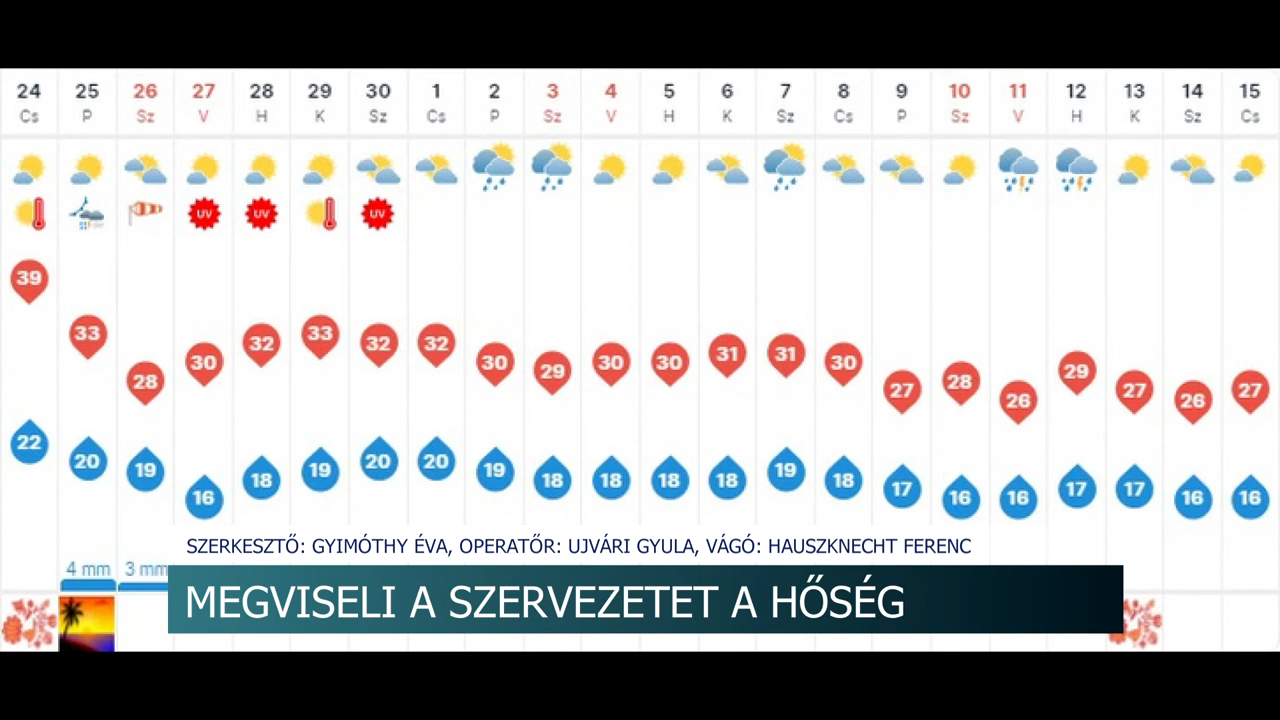 24 25 26 27 28 29 30 1 2 3 4 5 6 7 8 9 10 11 12 13 14 15
Cs P Sz V H K Sz Cs P Sz V H K Sz Cs P Sz V H K Sz Cs
UV UV UV
39 33 28 30 32 33 32 32 30 29 30 30 31 31 30 27 28 26 29 27 26 27
22 20 19 16 18 19 20 20 19 18 18 18 18 19 18 17 16 16 17 17 16 16
SZERKESZTŐ: GYIMÓTHY ÉVA, OPERATŐR: UJVÁRI GYULA, VÁGÓ: HAUSZKNECHT FERENC
4 mm 3 mm
MEGVISELI A SZERVEZETET A HŐSÉG